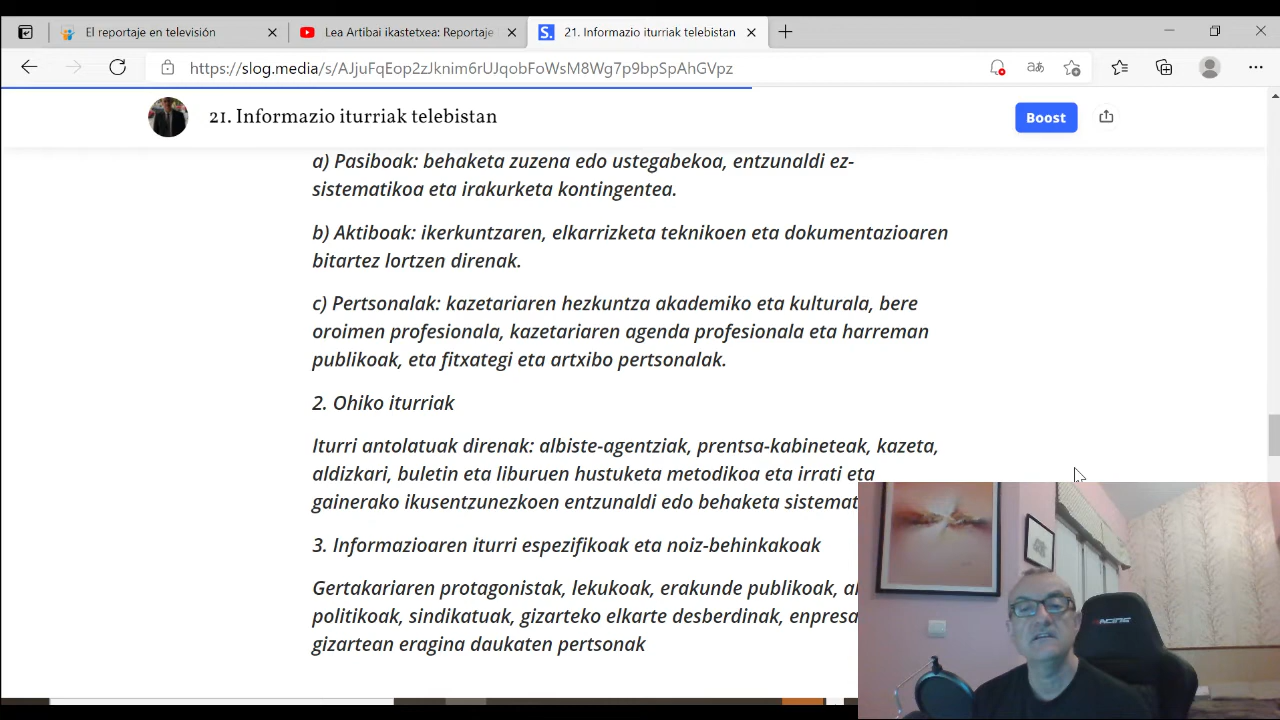 El reportaje en televisión
Lea Artibai ikastetxea: Reportaje
21. Informazio iturriak telebistan
https://slog.media/s/AJjuFqEop2zJknim6rUJqobFoWsM8Wg7p9bpSpAhGVpz
21. Informazio iturriak telebistan
Boost
a) Pasiboak: behaketa zuzena edo ustegabekoa, entzunaldi ez-
sistematikoa eta irakurketa kontingentea.
b) Aktiboak: ikerkuntzaren, elkarrizketa teknikoen eta dokumentazioaren
bitartez lortzen direnak.
c) Pertsonalak: kazetariaren hezkuntza akademiko eta kulturala, bere
oroimen profesionala, kazetariaren agenda profesionala eta harreman
publikoak, eta fitxategi eta artxibo pertsonalak.
2. Ohiko iturriak
Iturri antolatuak direnak: albiste-agentziak, prentsa-kabineteak, kazeta,
aldizkari, buletin eta liburuen hustuketa metodikoa eta irrati eta
gainerako ikusentzunezkoen entzunaldi edo behaketa sistemat
3. Informazioaren iturri espezifikoak eta noiz-behinkakoak
Gertakariaren protagonistak, lekukoak, erakunde publikoak, al
politikoak, sindikatuak, gizarteko elkarte desberdinak, enpresa
gizartean eragina daukaten pertsonak
RACING